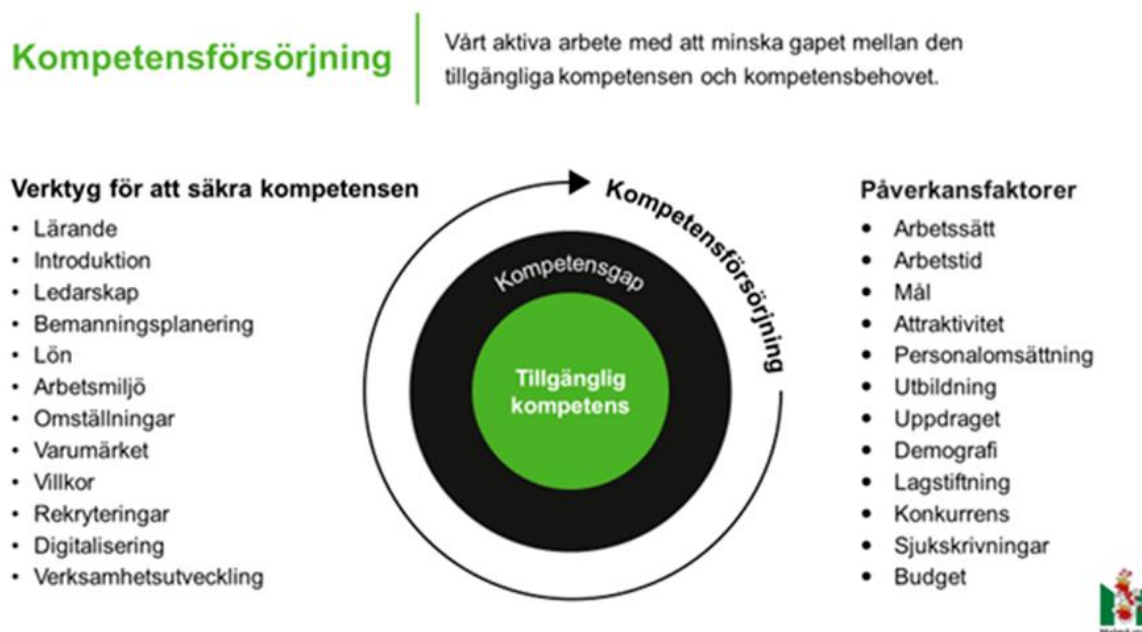 Kompetensförsörjning
Vårt aktiva arbete med att minska gapet mellan den
tillgängliga kompetensen och kompetensbehovet.
Verktyg för att säkra kompetensen
• Lärande
• Introduktion
• Ledarskap
• Bemanningsplanering
• Lön
• Arbetsmiljö
• Omställningar
• Varumärket
• Villkor
• Rekryteringar
• Digitalisering
• Verksamhetsutveckling
Kompetensförsörjning
Kompetensgap
Tillgänglig
kompetens
Påverkansfaktorer
• Arbetssätt
• Arbetstid
• Mål
• Attraktivitet
• Personalomsättning
• Utbildning
• Uppdraget
• Demografi
• Lagstiftning
• Konkurrens
• Sjukskrivningar
• Budget